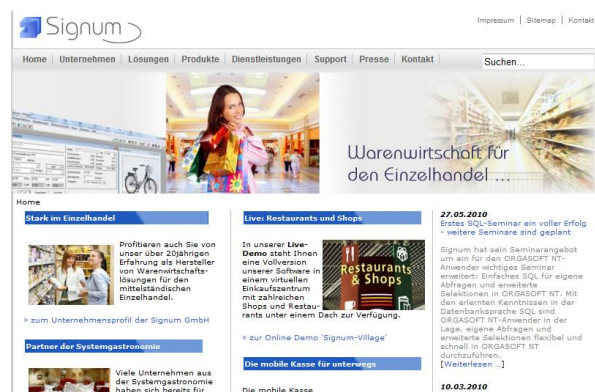 Signum
Impressum | Sitemap | Kontakt
Home | Unternehmen | Lösungen | Produkte | Dienstleistungen | Support | Presse | Kontakt
Suchen...
Warenwirtschaft für
den Einzelhandel ...
Home
Stark im Einzelhandel
Profitieren auch Sie von
unser über 20jährigen
Erfahrung als Hersteller
von Warenwirtschafts-
lösungen für den
mittelständischen
Einzelhandel.
» zum Unternehmensprofil der Signum GmbH
Partner der Systemgastronomie
Viele Unternehmen aus
der Systemgastronomie
haben sich bereits für
Live: Restaurants und Shops
In unserer Live-
Demo steht Ihnen
eine Vollversion
unserer Software in
einem virtuellen
Einkaufszentrum
mit zahlreichen
Shops und Restau-
rants unter einem Dach zur Verfügung.
Restaurants
& Shops
» zur Online Demo 'Signum-Village'
Die mobile Kasse für unterwegs
Die mobile Kasse
27.05.2010
Erstes SQL-Seminar ein voller Erfolg
- weitere Seminare sind geplant
Signum hat sein Seminarangebot
um ein für den ORGASOFT NT-
Anwender wichtiges Seminar
erweitert: Einfaches SQL für eigene
Abfragen und erweiterte
Selektionen in ORGASOFT NT. Mit
den erlernten Kenntnissen in der
Datenbanksprache SQL sind
ORGASOFT NT-Anwender in der
Lage, eigene Abfragen und
erweiterte Selektionen flexibel und
schnell in ORGASOFT NT
durchzuführen.
[Weiterlesen ...]
10.03.2010